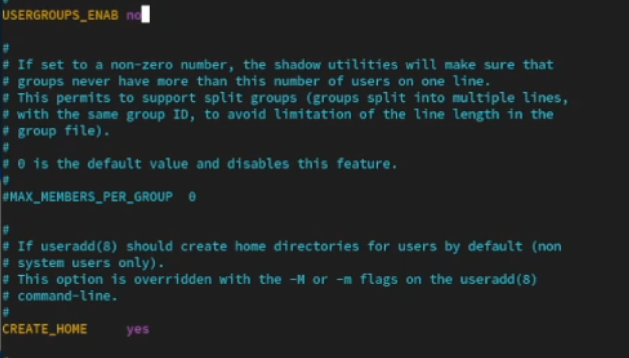 USERGROUPS_ENAB no
#
# If set to a non-zero number, the shadow utilities will make sure that
# groups never have more than this number of users on one line.
# This permits to support split groups (groups split into multiple lines,
# with the same group ID, to avoid limitation of the line length in the
# group file).
#
# 0 is the default value and disables this feature.
#
#MAX_MEMBERS_PER_GROUP 0
#
# If useradd(8) should create home directories for users by default (non
# system users only).
# This option is overridden with the -M or -m flags on the useradd(8)
# command-line.
#
CREATE_HOME yes